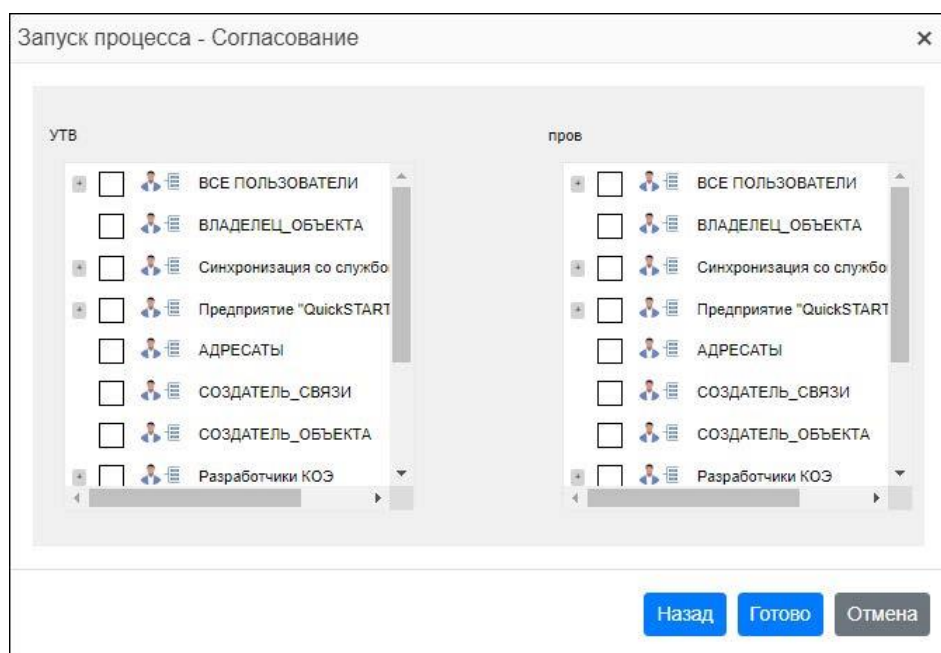 Запуск процесса - Согласование
УТВ
ВСЕ ПОЛЬЗОВАТЕЛИ
ВЛАДЕЛЕЦ_ОБЪЕКТА
Синхронизация со службо
Предприятие "QuickSTART
АДРЕСАТЫ
СОЗДАТЕЛЬ_СВЯЗИ
СОЗДАТЕЛЬ_ОБЪЕКТА
Разработчики КОЭ
пров
ВСЕ ПОЛЬЗОВАТЕЛИ
ВЛАДЕЛЕЦ_ОБЪЕКТА
Синхронизация со службо
Предприятие "QuickSTART
АДРЕСАТЫ
СОЗДАТЕЛЬ_СВЯЗИ
СОЗДАТЕЛЬ_ОБЪЕКТА
Разработчики КОЭ
Назад Готово Отмена